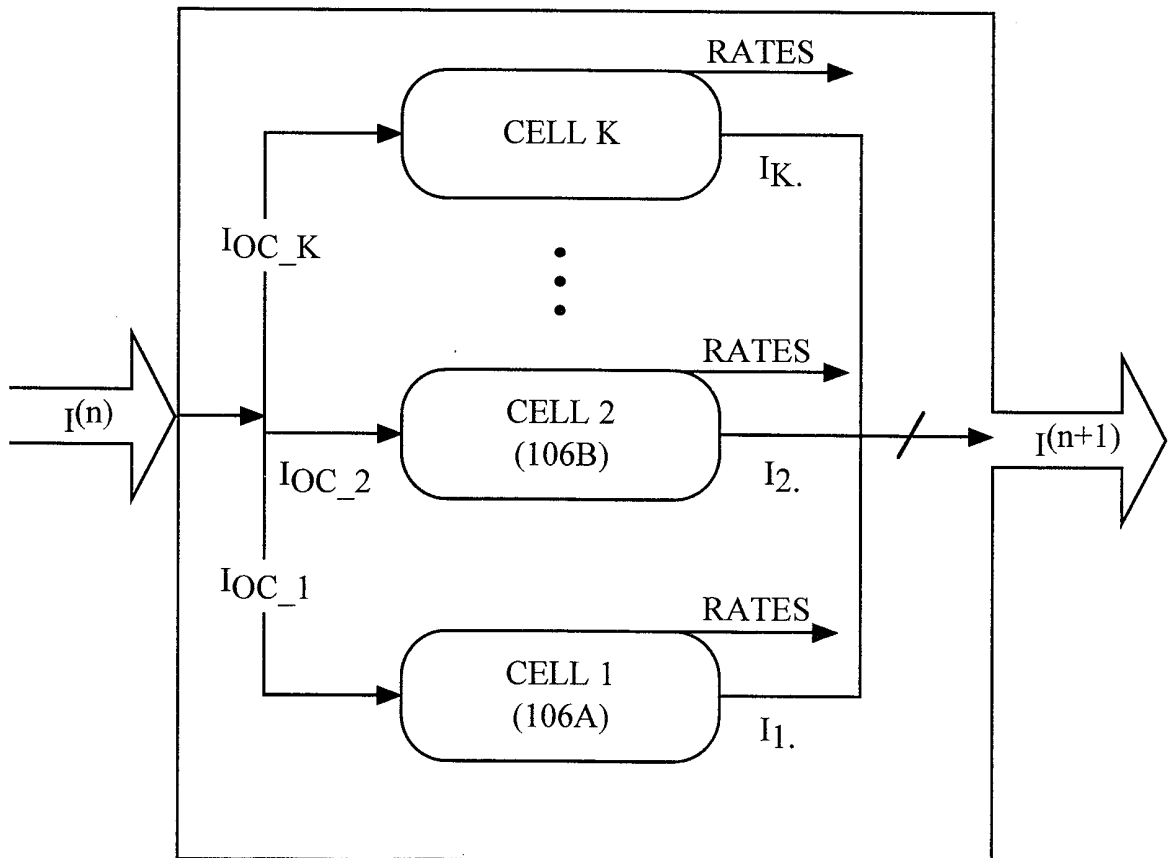 RATES
CELL K
IK.
IOC_K
RATES
I(n)
CELL 2
(106B)
I(n+1)
IOC_2
I2.
IOC_1
RATES
CELL 1
(106A)
I1.